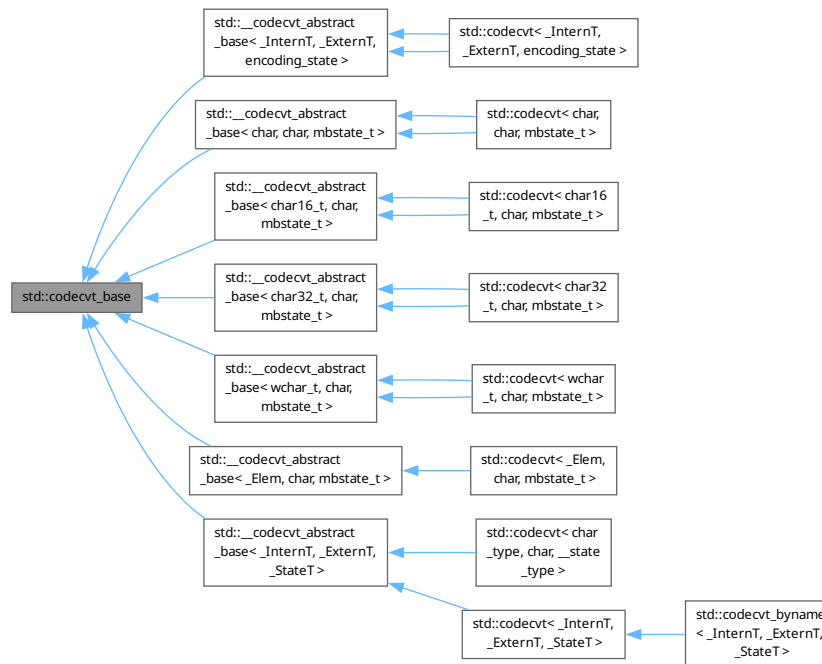 std::__codecvt_abstract
_base< _InternT, _ExternT,
encoding_state >
std::codecvt< _InternT,
_ExternT, encoding_state >
std::__codecvt_abstract
_base< char, char, mbstate_t >
std::codecvt< char,
char, mbstate_t >
std::__codecvt_abstract
_base< char16_t, char,
mbstate_t >
std::codecvt< char16
_t, char, mbstate_t >
std::codecvt_base
std::__codecvt_abstract
_base< char32_t, char,
mbstate_t >
std::codecvt< char32
_t, char, mbstate_t >
std::__codecvt_abstract
_base< wchar_t, char,
mbstate_t >
std::codecvt< wchar
_t, char, mbstate_t >
std::__codecvt_abstract
_base< _Elem, char, mbstate_t >
std::codecvt< _Elem,
char, mbstate_t >
std::__codecvt_abstract
_base< _InternT, _ExternT,
_StateT >
std::codecvt< char
_type, char, __state
_type >
std::codecvt< _InternT,
_ExternT, _StateT >
std::codecvt_byname
< _InternT, _ExternT,
_StateT >